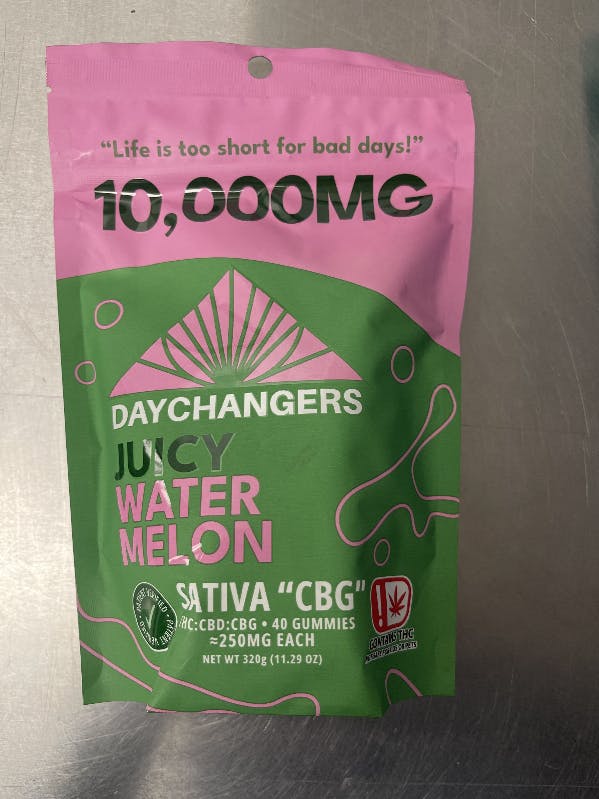 “Life is too short for bad days!”
10,000MG
DAYCHANGERS
JUICY
WATER
MELON
SATIVA “CBG”
HC:CBD:CBG • 40 GUMMIES
≈250MG EACH
NET WT 320g (11.29 OZ)
CONTAINS THC